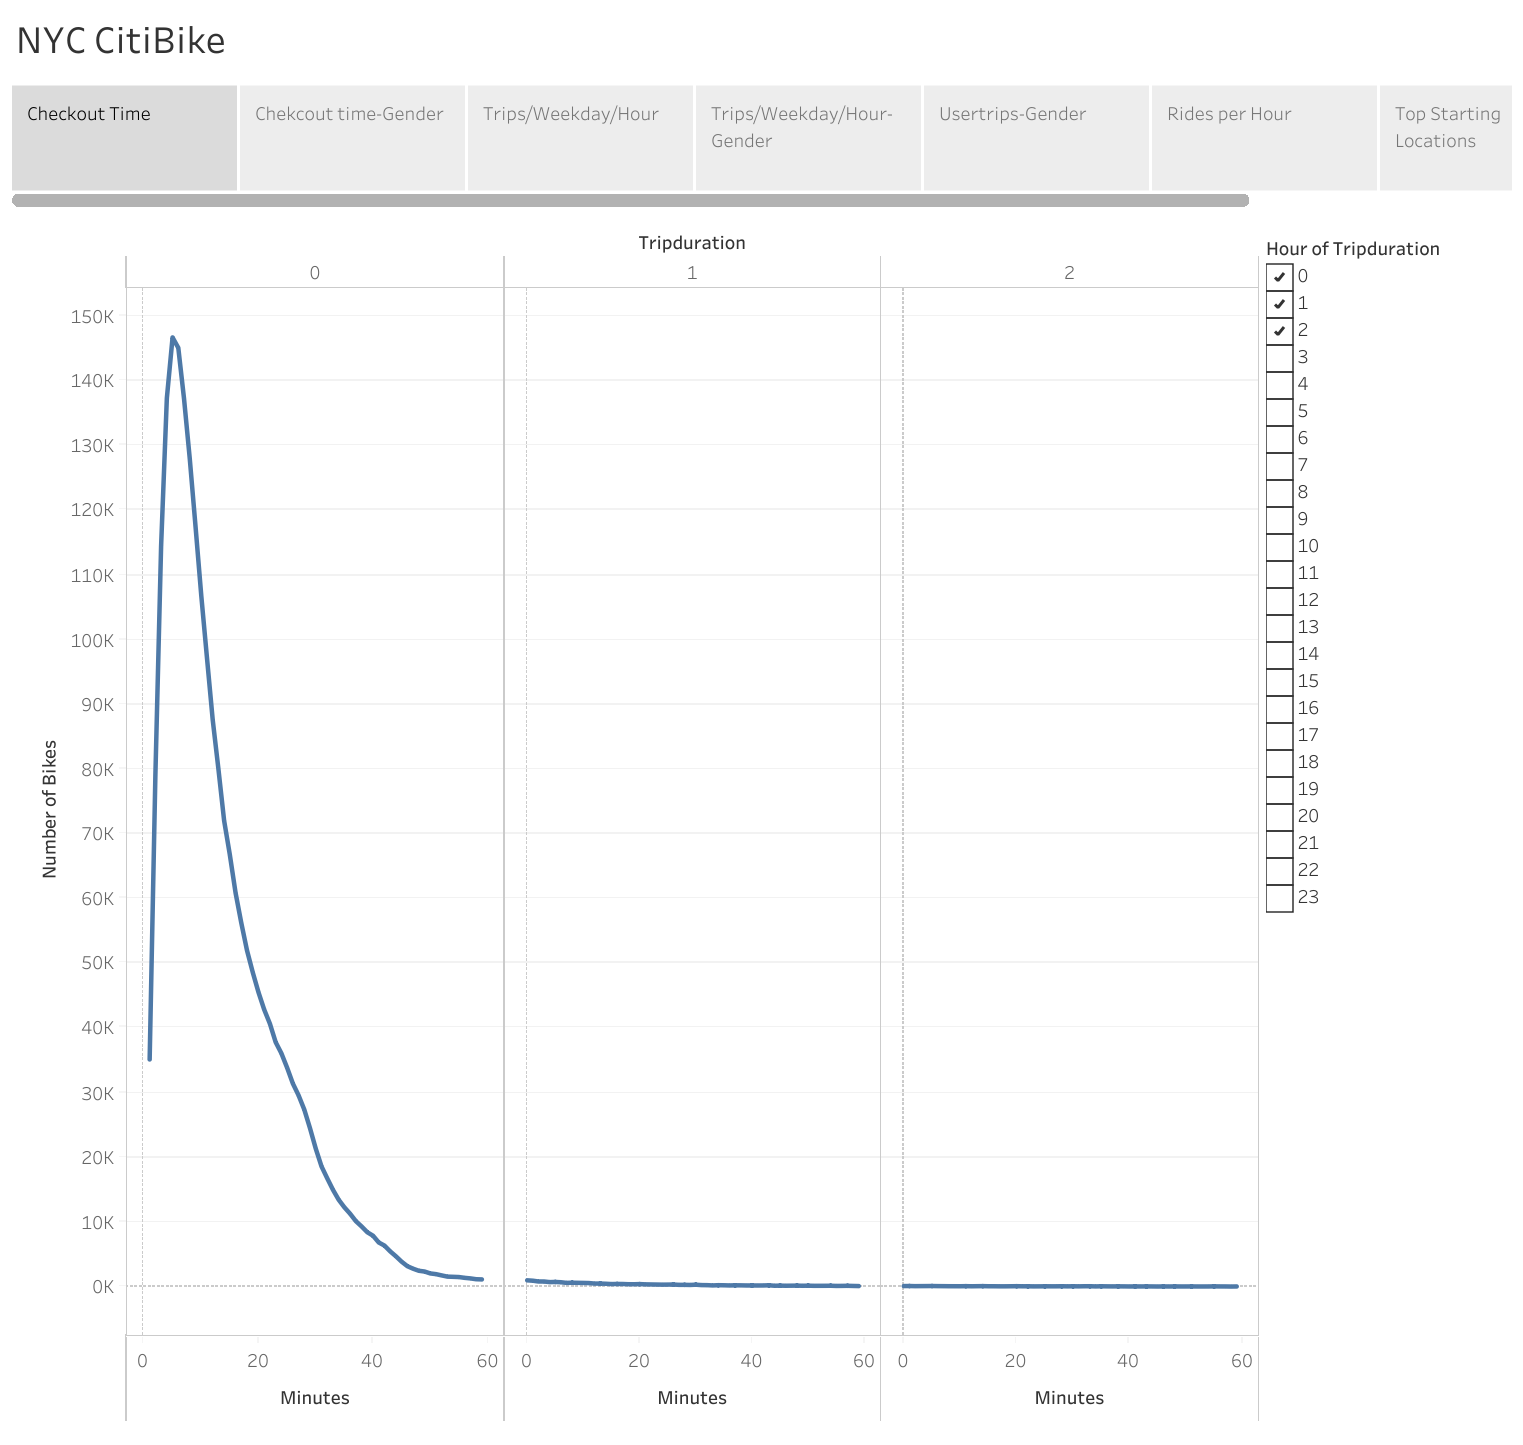 NYC CitiBike
Checkout Time
Chekcout time-Gender
Trips/Weekday/Hour
Trips/Weekday/Hour-
Gender
Usertrips-Gender
Rides per Hour
Top Starting
Locations
Tripduration
0
1
2
150K
140K
130K
120K
110K
100K
90K
80K
70K
60K
50K
40K
30K
20K
10K
0K
Number of Bikes
0 20 40 60
0 20 40 60
0 20 40 60
Minutes
Minutes
Minutes
Hour of Tripduration
0
1
2
3
4
5
6
7
8
9
10
11
12
13
14
15
16
17
18
19
20
21
22
23